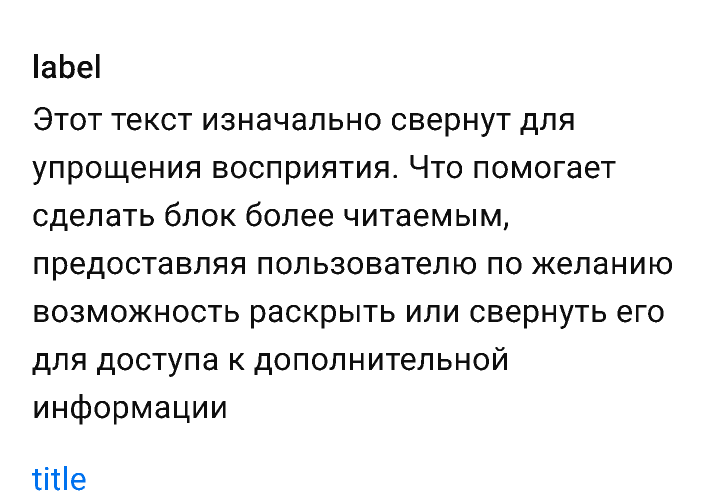 label
Этот текст изначально свернут для
упрощения восприятия. Что помогает
сделать блок более читаемым,
предоставляя пользователю по желанию
возможность раскрыть или свернуть его
для доступа к дополнительной
информации
title